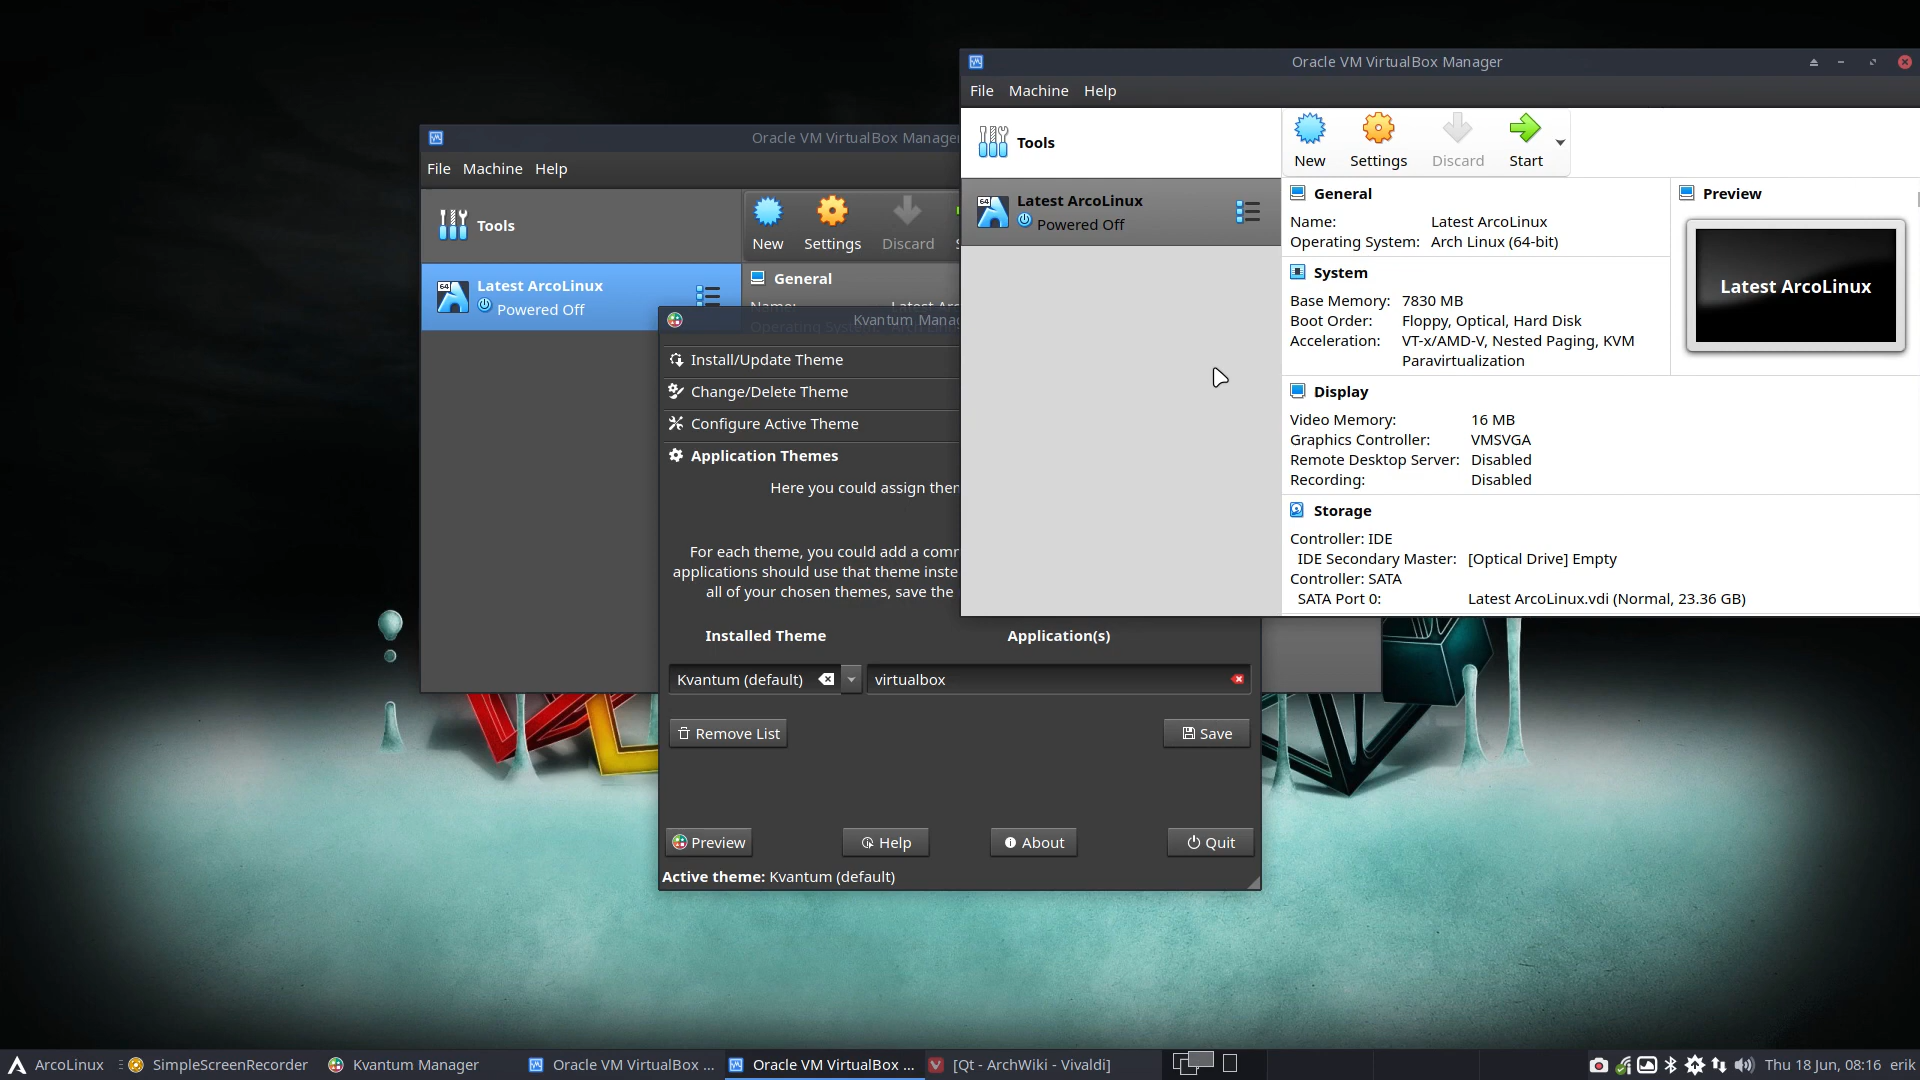 Oracle VM VirtualBox Manager
File Machine Help
Tools
New Settings Discard Start
64 Latest ArcoLinux
Powered Off
General
Name: Latest ArcoLinux
Operating System: Arch Linux (64-bit)
Preview
Latest ArcoLinux
System
Base Memory: 7830 MB
Boot Order: Floppy, Optical, Hard Disk
Acceleration: VT-x/AMD-V, Nested Paging, KVM
Paravirtualization
Display
Video Memory: 16 MB
Graphics Controller: VMSVGA
Remote Desktop Server: Disabled
Recording: Disabled
Storage
Controller: IDE
IDE Secondary Master: [Optical Drive] Empty
Controller: SATA
SATA Port 0: Latest ArcoLinux.vdi (Normal, 23.36 GB)
Oracle VM VirtualBox Manager
File Machine Help
Tools
New Settings Discard
64 Latest ArcoLinux
Powered Off
General
Kvantum Mana
Install/Update Theme
Change/Delete Theme
Configure Active Theme
Application Themes
Here you could assign
For each theme, you could add a
applications should use that theme
all of your chosen themes, save the
Installed Theme Application(s)
Kvantum (default) virtualbox
Remove List Save
Preview Help About Quit
Active theme: Kvantum (default)
ArcoLinux SimpleScreenRecorder Kvantum Manager Oracle VM VirtualBox ... Oracle VM VirtualBox ... [Qt - ArchWiki - Vivaldi] Thu 18 Jun, 08:16 erik